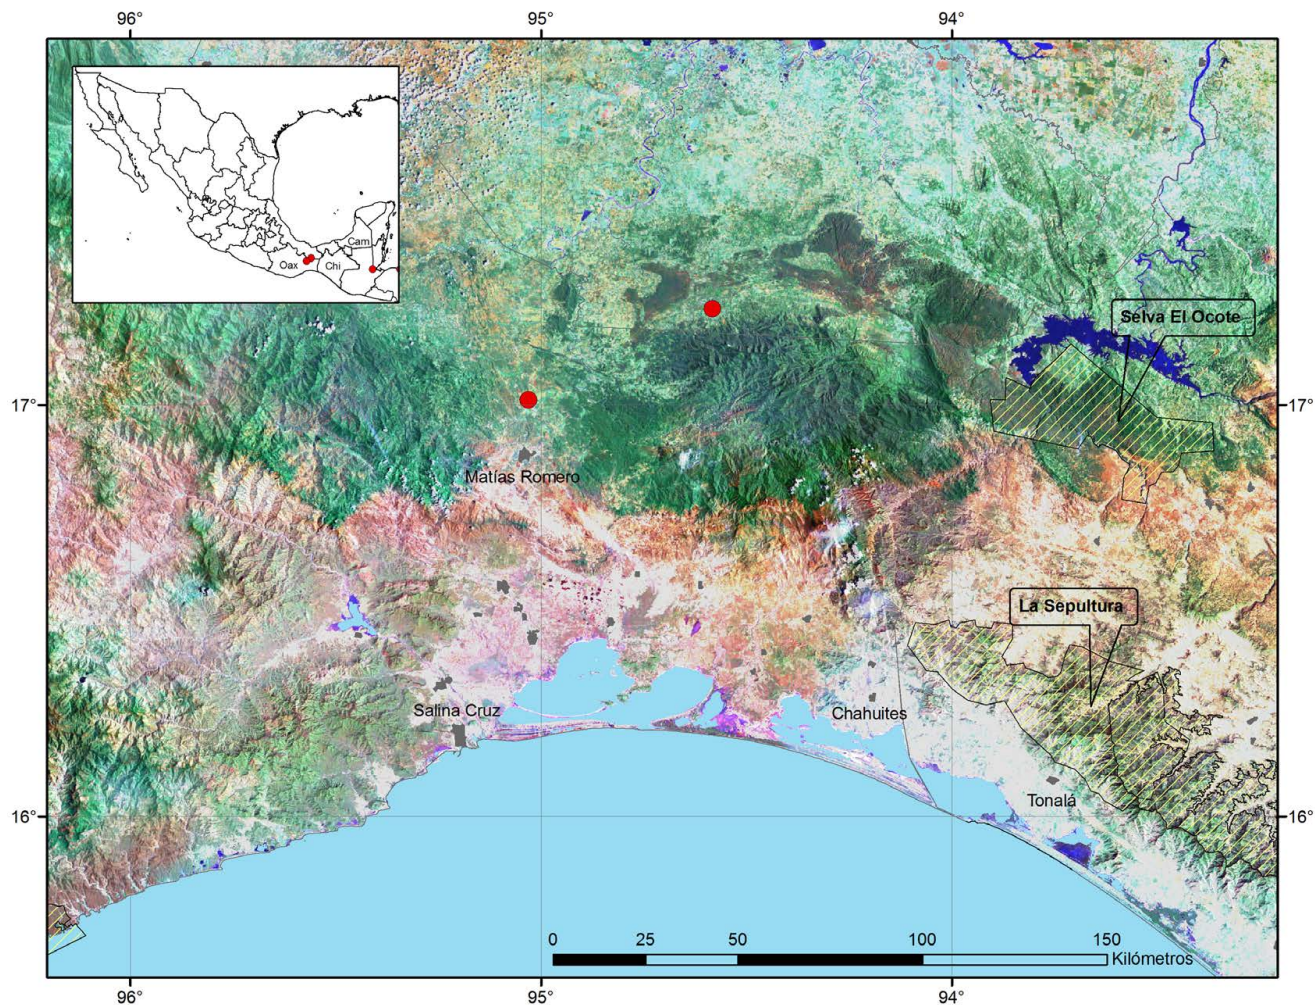 96°
95°
94°
Cam
Oax
Chi
Selva El Ocote
17°
17°
Matías Romero
La Sepultura
Salina Cruz
Chahuites
Tonalá
16°
16°
0
25
50
100
150
Kilómetros
96°
95°
94°